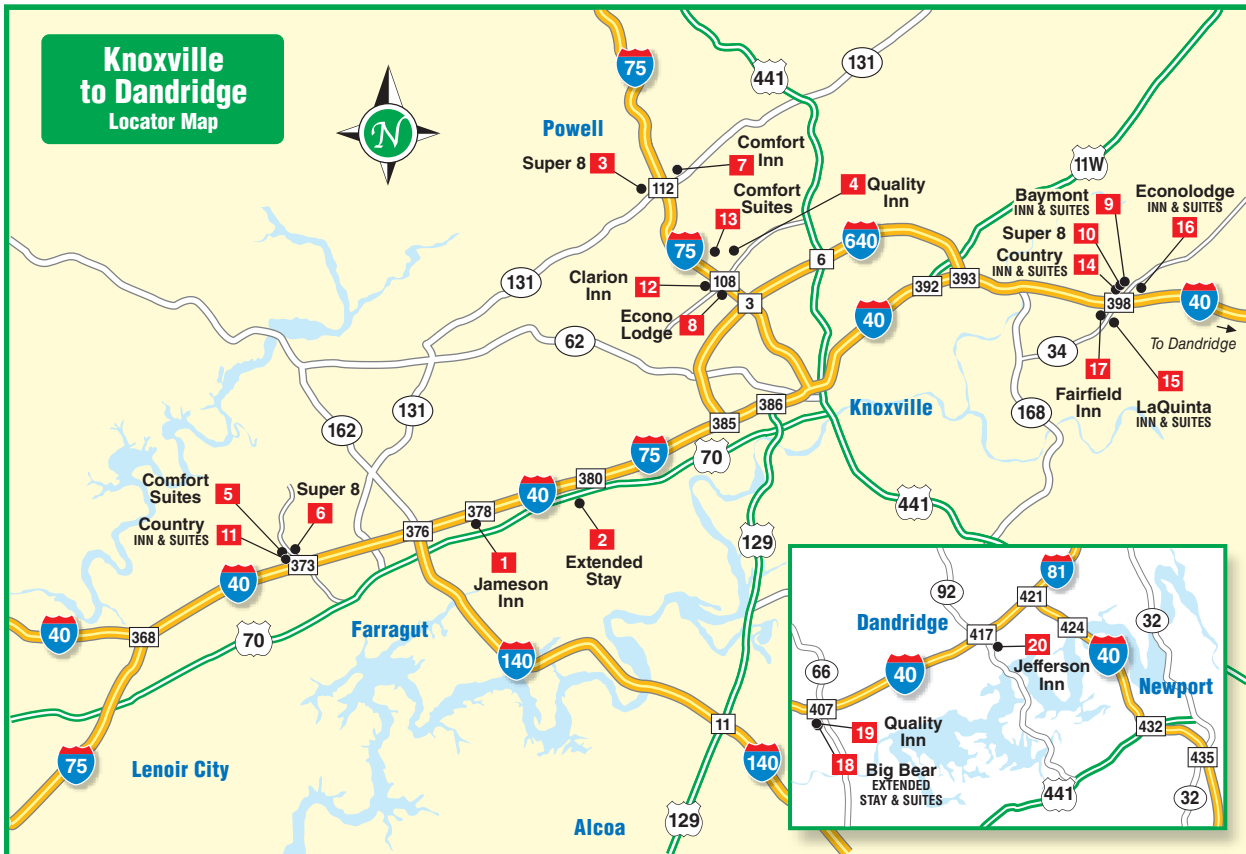 Knoxville
to Dandridge
Locator Map
N
75
441
131
Powell
Comfort
Inn
7
Super 8 3
112
11W
Comfort
Suites
13
4 Quality
Inn
Baymont
INN & SUITES
9
Econolodge
INN & SUITES
16
Super 8 10
Country
INN & SUITES
14
75
640
6
131
Clarion
Inn
12
108
393
392
398
40
3
Econo
Lodge
8
40
62
34
To Dandridge
17
Fairfield
Inn
15
LaQuinta
INN & SUITES
131
162
386
Knoxville
168
385
70
75
Comfort
Suites
5
Super 8
6
Country
INN & SUITES
11
380
40
378
376
441
373
1
Jameson
Inn
2
Extended
Stay
129
40
40
368
70
Farragut
140
11
140
75
Lenoir City
Alcoa
129
81
92
421
Dandridge
417
424
32
20
Jefferson
Inn
40
40
66
Newport
407
19
Quality
Inn
432
18
Big Bear
EXTENDED
STAY & SUITES
435
441
32